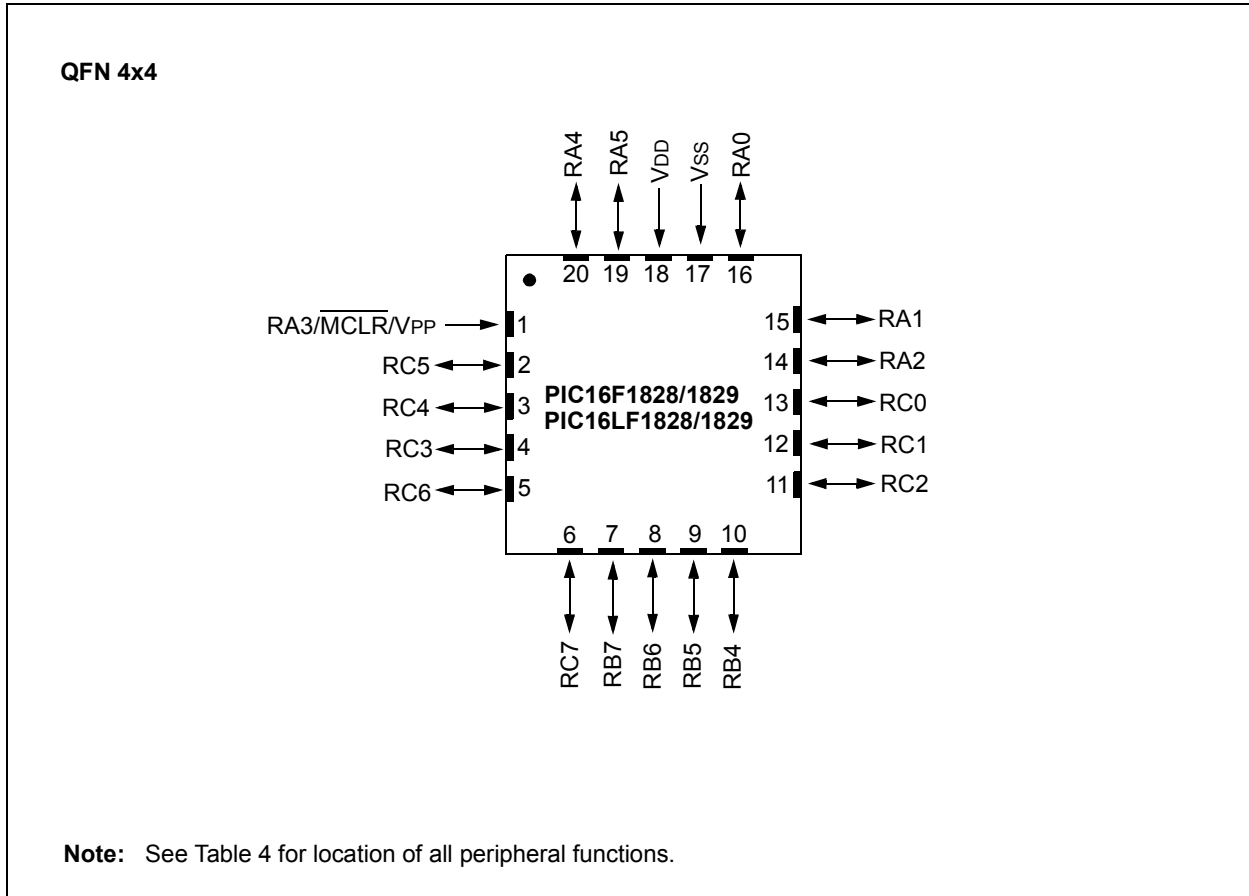 QFN 4x4
RA4
RA5
VDD
VSS
RA0
20 19 18 17 16
RA3/MCLR/VPP 1
RC5 2
RC4 3
RC3 4
RC6 5
15 RA1
14 RA2
13 RC0
12 RC1
11 RC2
PIC16F1828/1829
PIC16LF1828/1829
6 7 8 9 10
RC7
RB7
RB6
RB5
RB4
Note: See Table 4 for location of all peripheral functions.